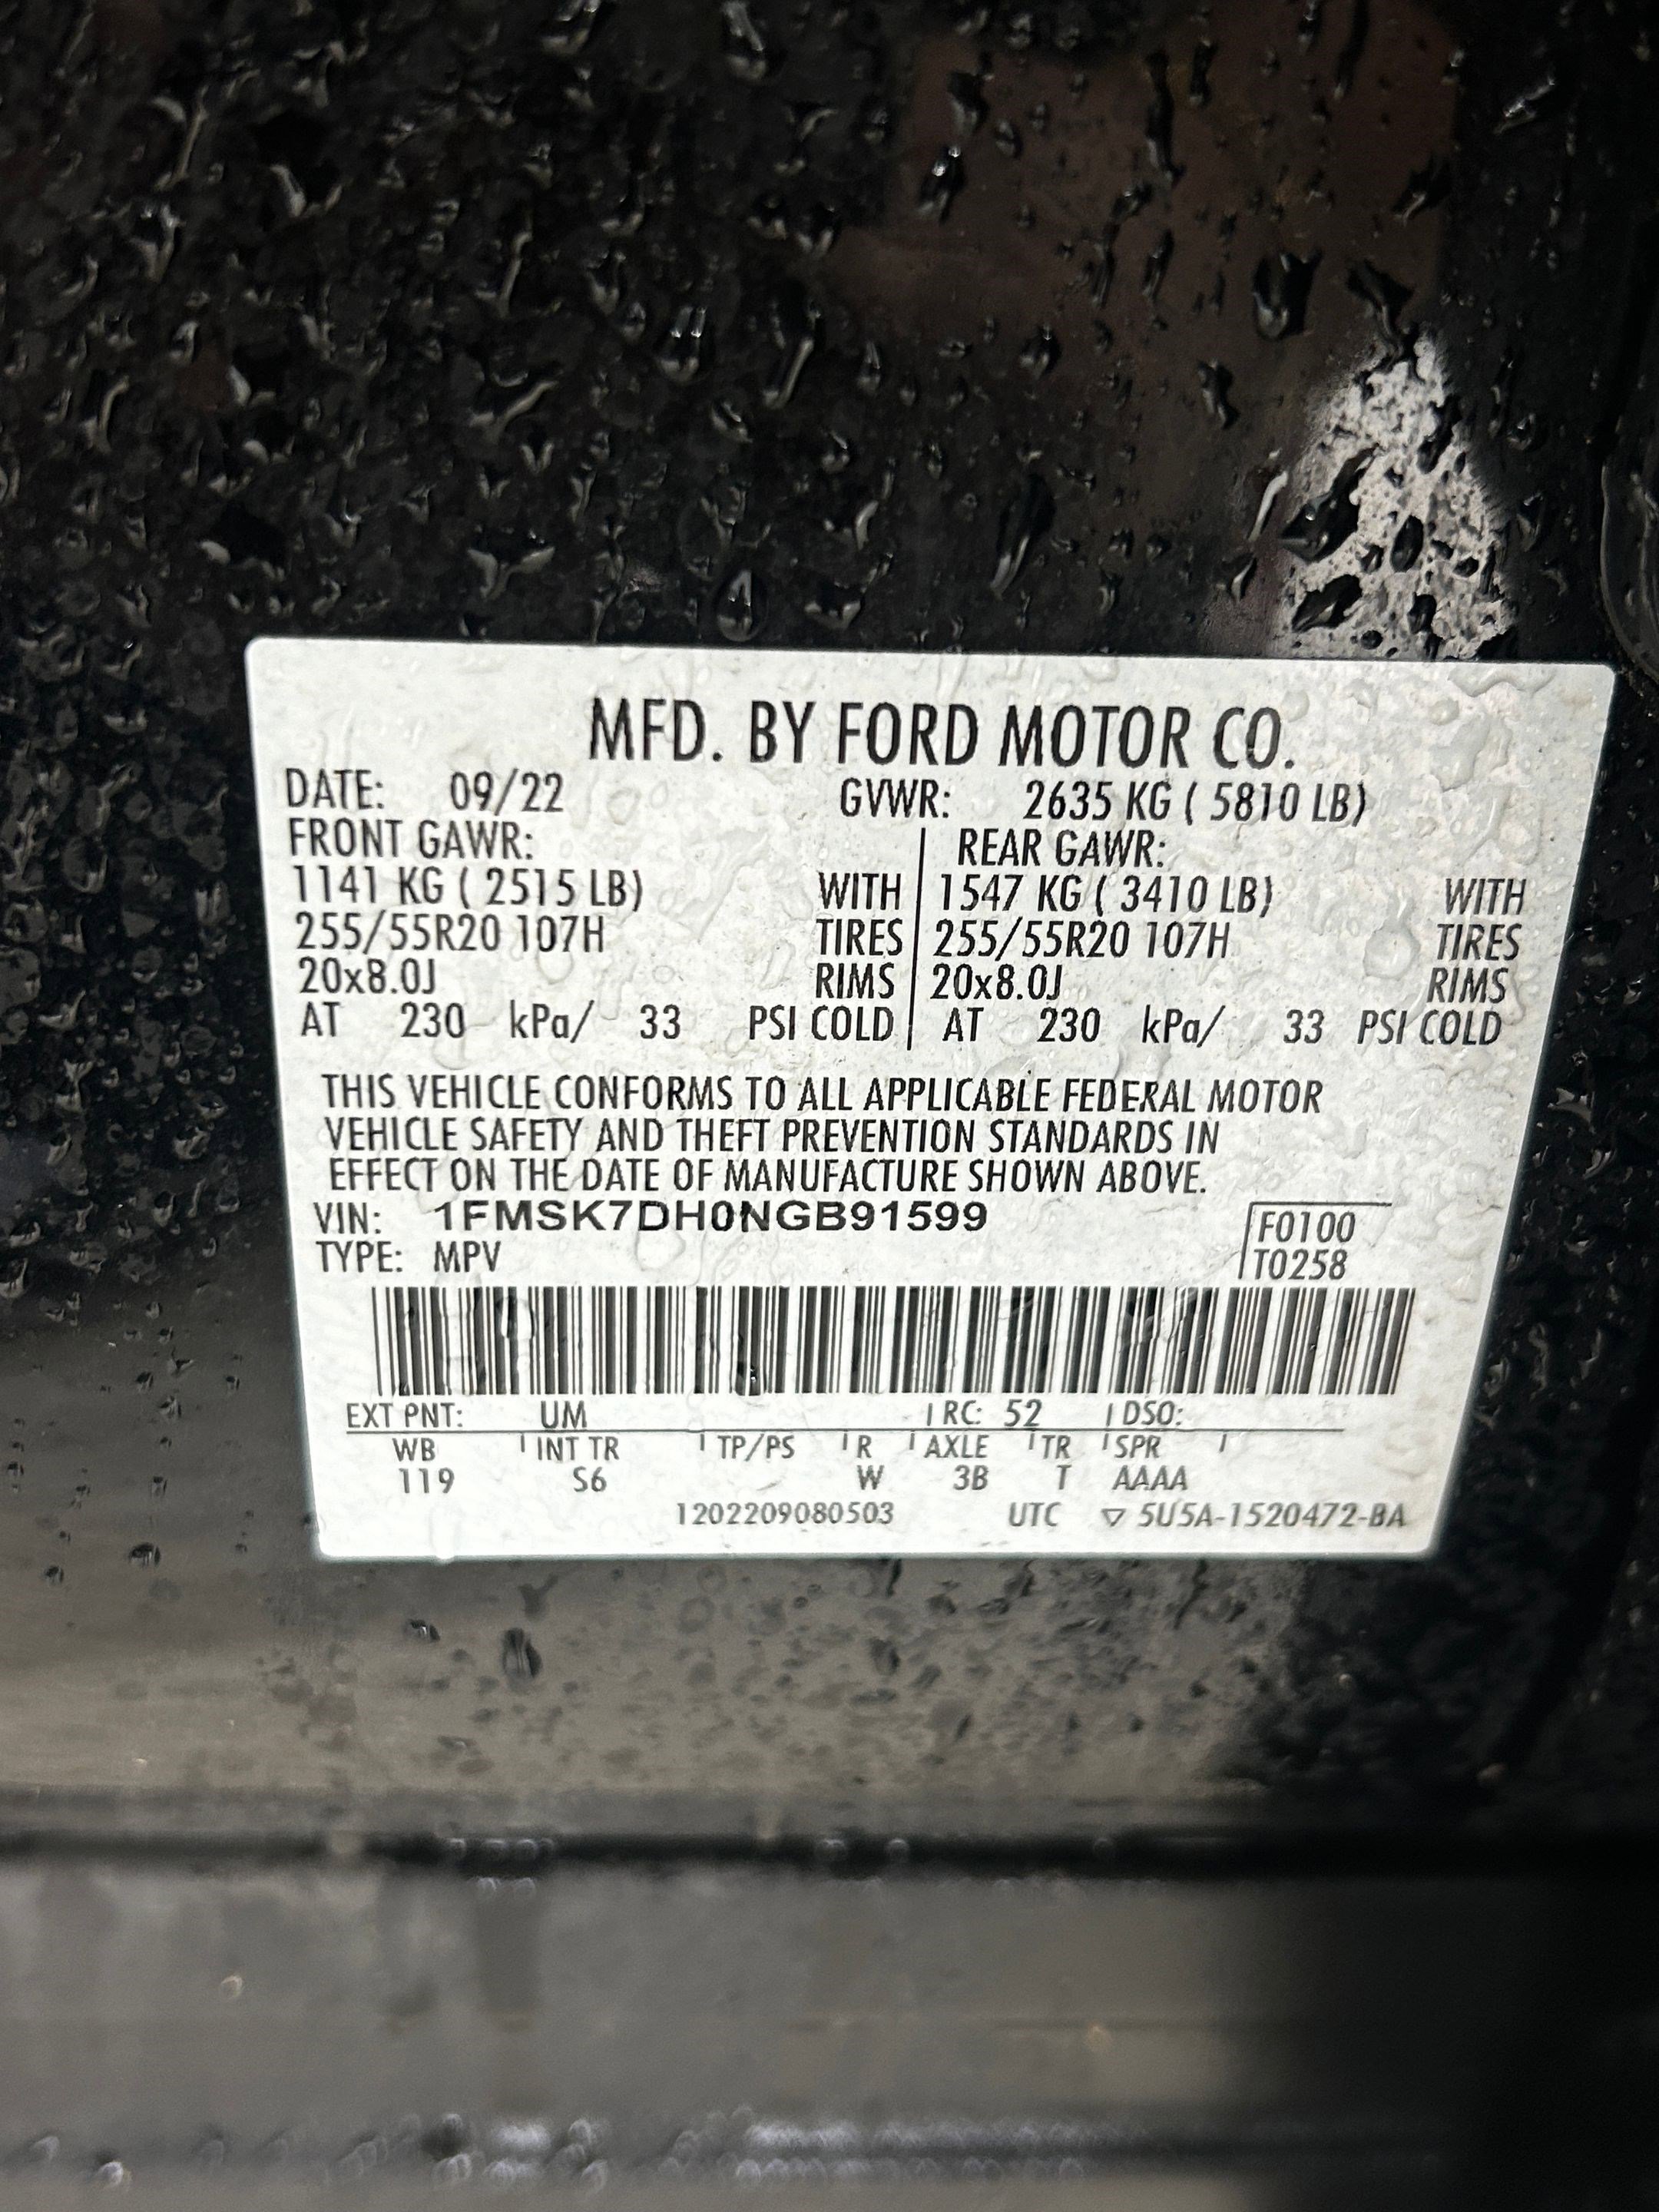 MFD. BY FORD MOTOR CO.
DATE: 09/22 GVWR: 2635 KG ( 5810 LB)
FRONT GAWR: REAR GAWR:
1141 KG ( 2515 LB) WITH 1547 KG ( 3410 LB) WITH
255/55R20 107H TIRES 255/55R20 107H TIRES
20x8.0J RIMS 20x8.0J RIMS
AT 230 kPa/ 33 PSI COLD AT 230 kPa/ 33 PSI COLD
THIS VEHICLE CONFORMS TO ALL APPLICABLE FEDERAL MOTOR
VEHICLE SAFETY AND THEFT PREVENTION STANDARDS IN
EFFECT ON THE DATE OF MANUFACTURE SHOWN ABOVE.
VIN: 1FMSK7DH0NGB91599 F0100
TYPE: MPV T0258
EXT PNT: UM RC: 52 DSO:
WB INT TR TP/PS R AXLE TR SPR
119 S6 W 3B T AAAA
1202209080503 UTC ▽ 5U5A-1520472-BA